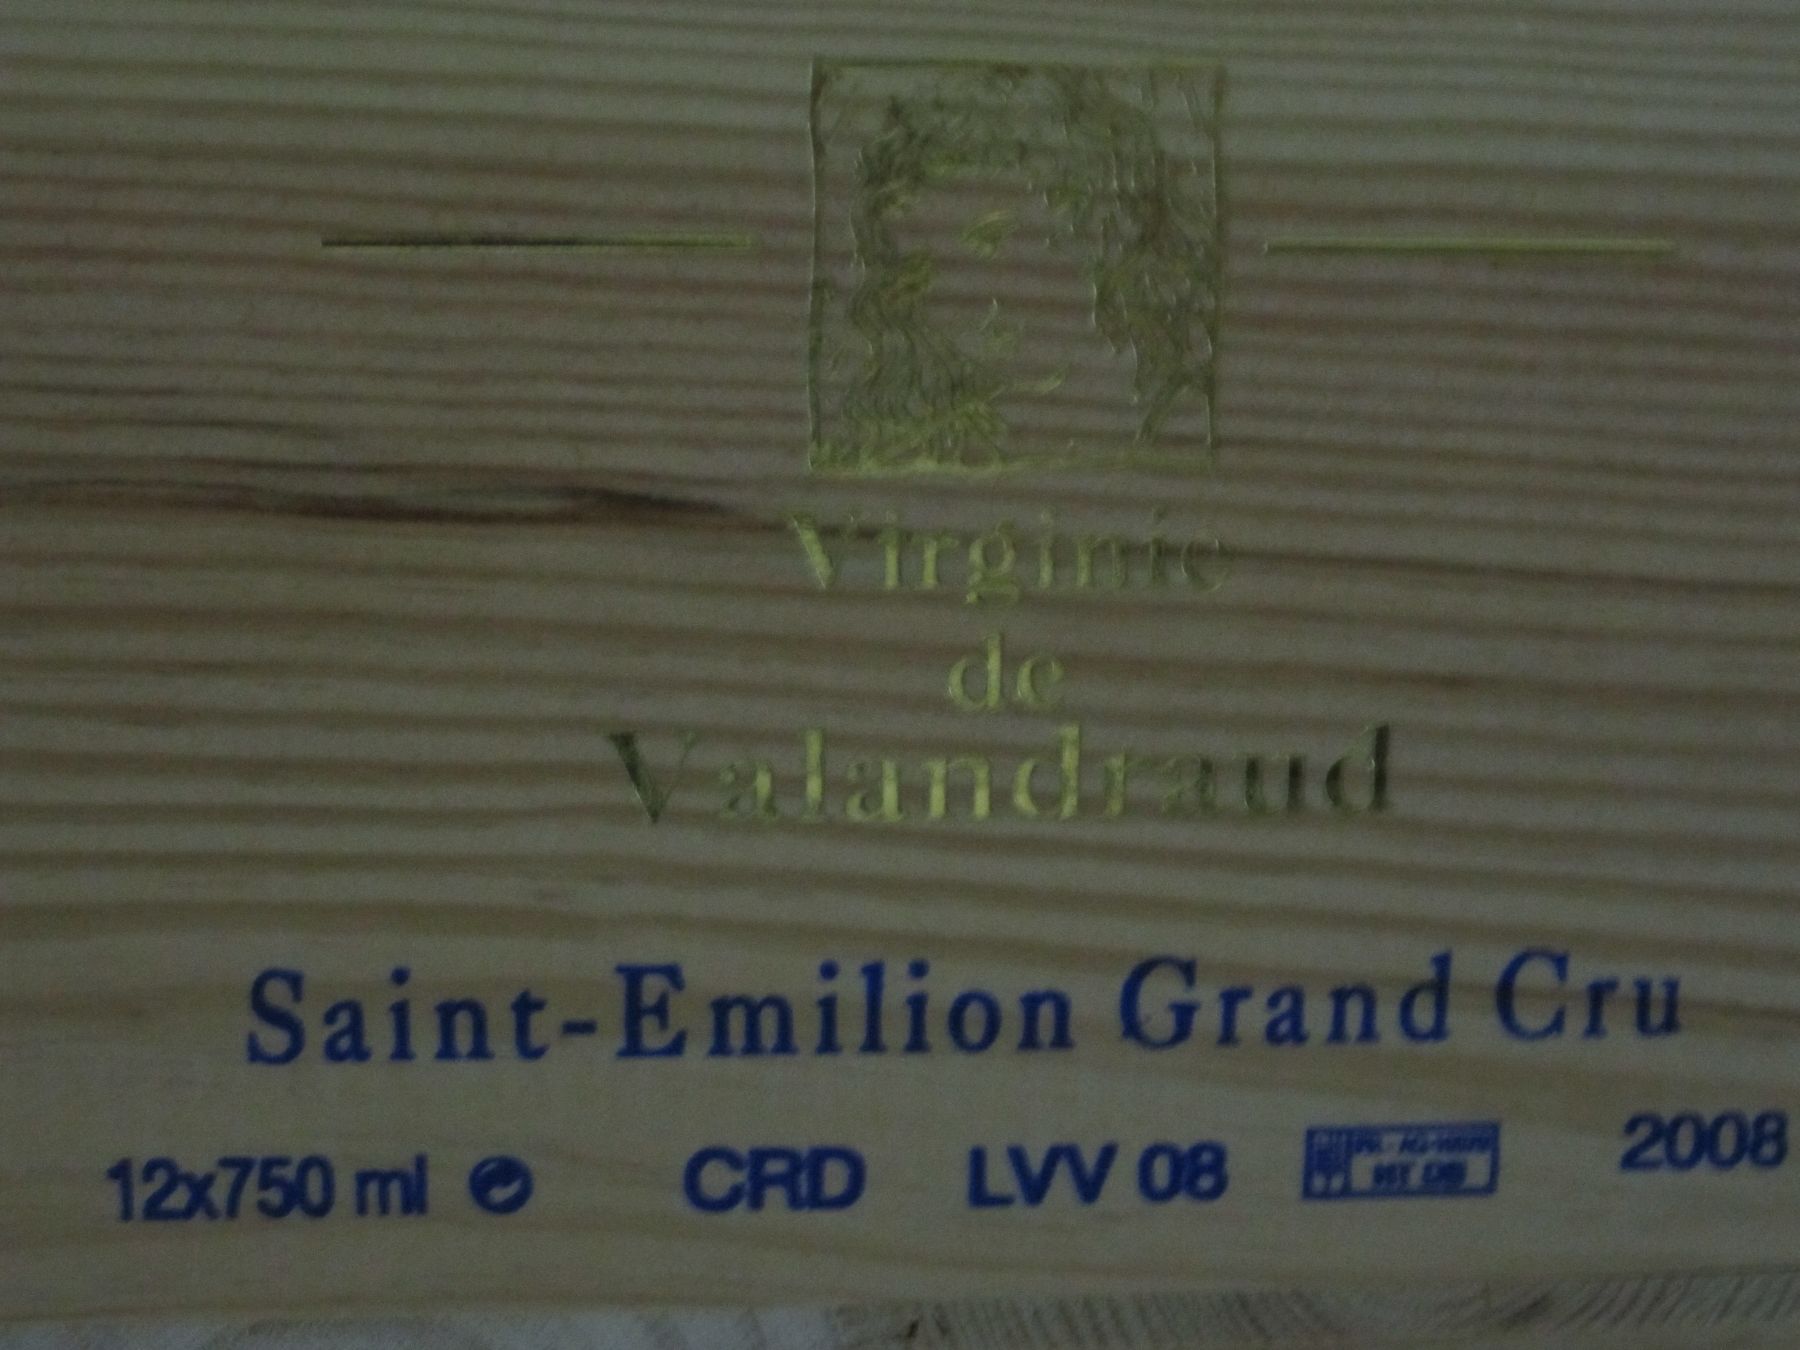 Virginie
de
Valandraud
Saint-Emilion Grand Cru
12x750 ml CRD LVV 08 2008